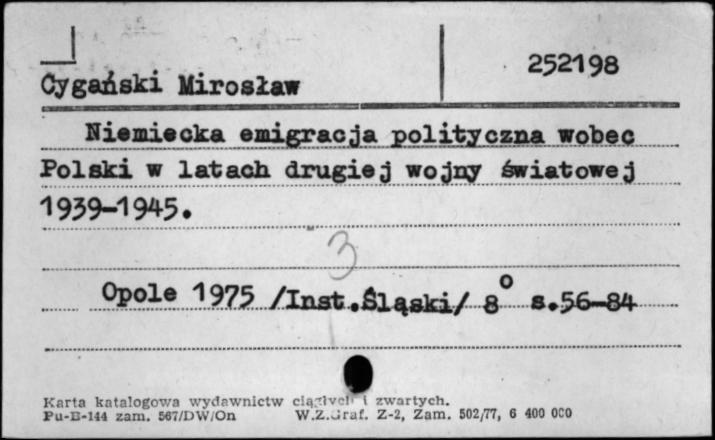 252198
Cygański Mirosław
Niemiecka emigracja polityczna wobec
Polski w latach drugiej wojny światowej
1939-1945.
3
Opole 1975 /Inst.Śląski/ 8° s.56-84
Karta katalogowa wydawnictw ciągłych i zwartych.
Pu-B-144 zam. 567/DW/On W.Z.Graf. Z-2, Zam. 502/77, 6 400 000